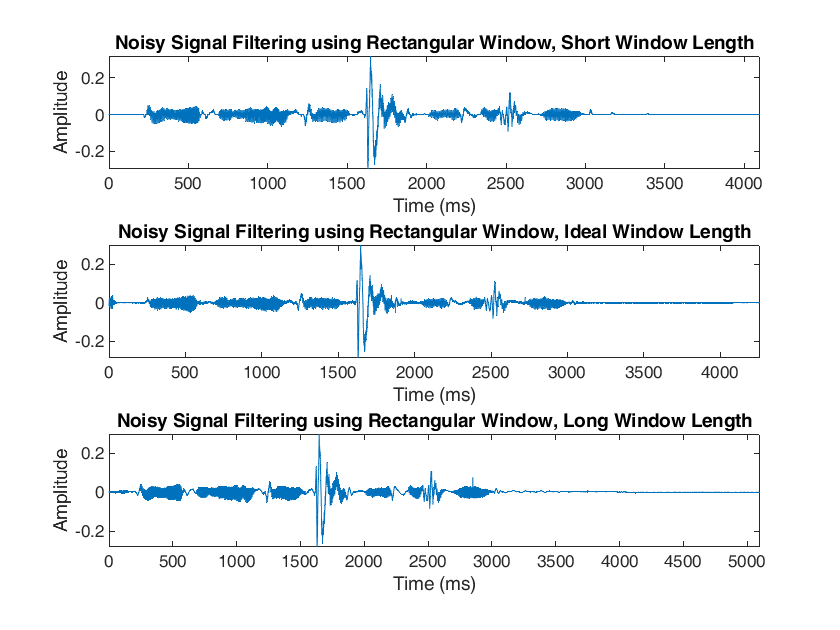 Noisy Signal Filtering using Rectangular Window, Short Window Length
Amplitude
0.2
0
-0.2
0 500 1000 1500 2000 2500 3000 3500 4000
Time (ms)
Noisy Signal Filtering using Rectangular Window, Ideal Window Length
Amplitude
0.2
0
-0.2
0 500 1000 1500 2000 2500 3000 3500 4000
Time (ms)
Noisy Signal Filtering using Rectangular Window, Long Window Length
Amplitude
0.2
0
-0.2
0 500 1000 1500 2000 2500 3000 3500 4000 4500 5000
Time (ms)